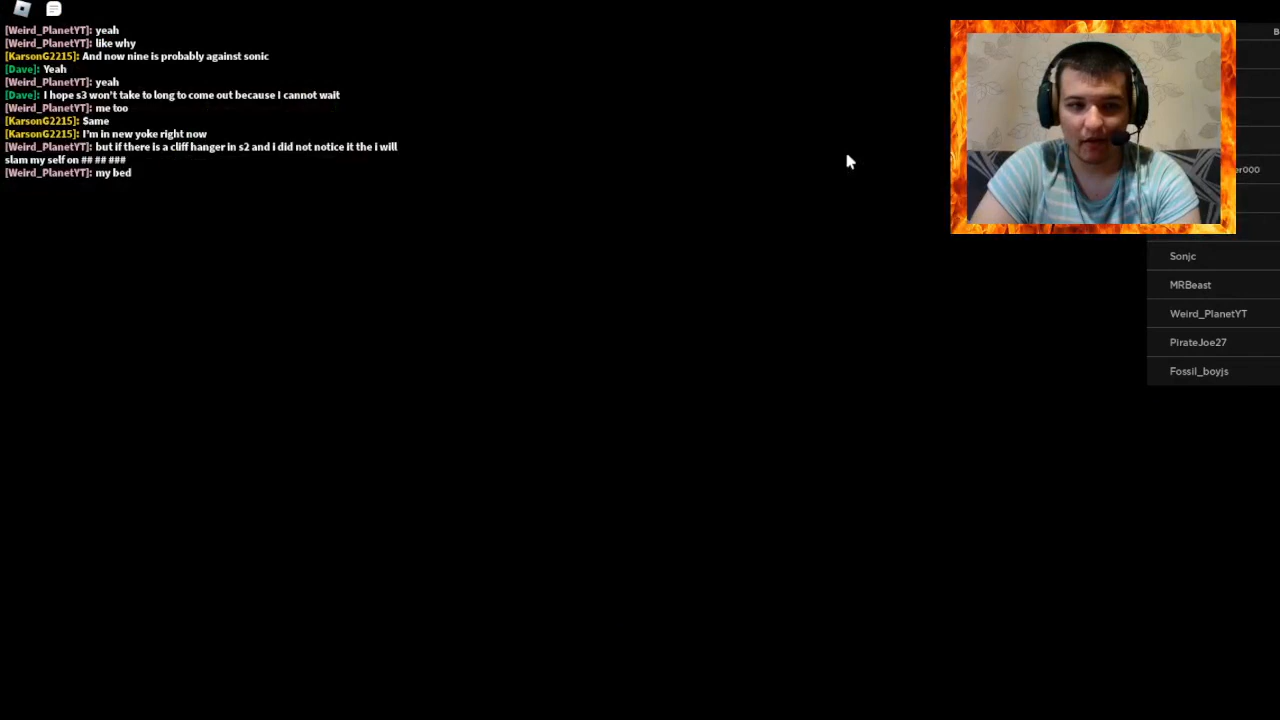 [Weird_PlanetYT]: yeah
[Weird_PlanetYT]: like why
[KarsonG2215]: And now nine is probably against sonic
[Dave]: Yeah
[Weird_PlanetYT]: yeah
[Dave]: I hope s3 won't take to long to come out because I cannot wait
[Weird_PlanetYT]: me too
[KarsonG2215]: Same
[KarsonG2215]: I'm in new yoke right now
[Weird_PlanetYT]: but if there is a cliff hanger in s2 and i did not notice it the i will
slam my self on ## ## ###
[Weird_PlanetYT]: my bed
B
er000
Sonjc
MRBeast
Weird_PlanetYT
PirateJoe27
Fossil_boyjs